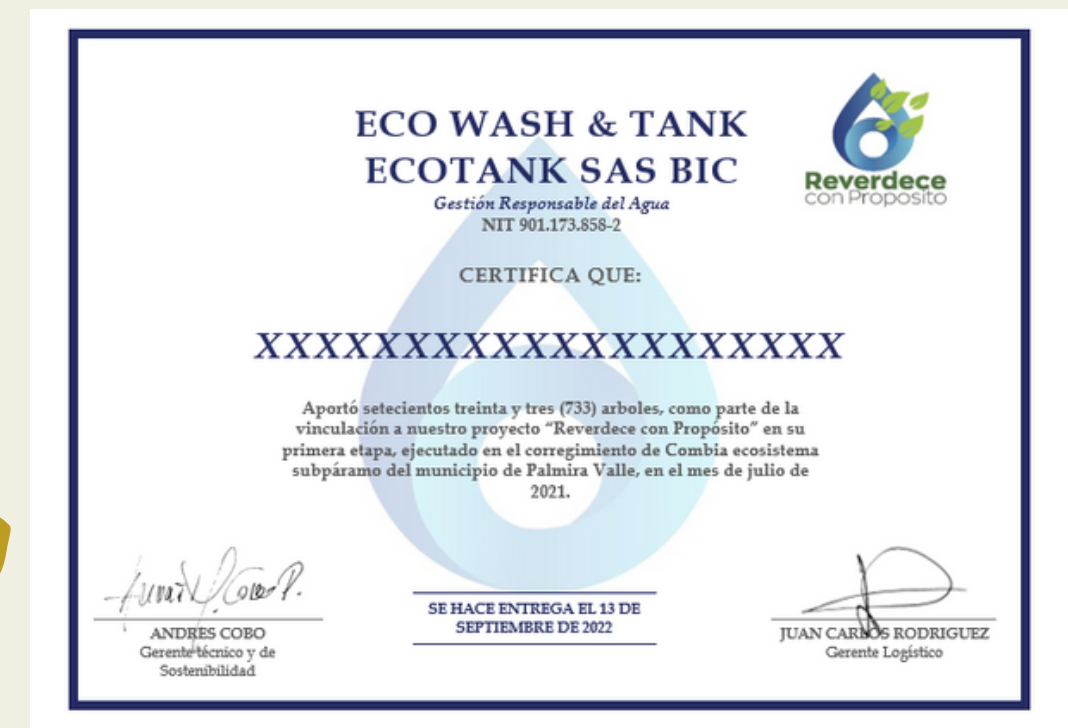 ECO WASH & TANK
ECOTANK SAS BIC
Gestión Responsable del Agua
NIT 901.173.858-2
Reverdece
con Proposito
CERTIFICA QUE:
XXXXXXXXXXXXXXXXXXXX
Aportó setecientos treinta y tres (733) arboles, como parte de la
vinculación a nuestro proyecto “Reverdece con Propósito” en su
primera etapa, ejecutado en el corregimiento de Combia ecosistema
subpáramo del municipio de Palmira Valle, en el mes de julio de
2021.
SE HACE ENTREGA EL 13 DE
SEPTIEMBRE DE 2022
ANDRES COBO
Gerente técnico y de
Sostenibilidad
JUAN CARLOS RODRIGUEZ
Gerente Logístico